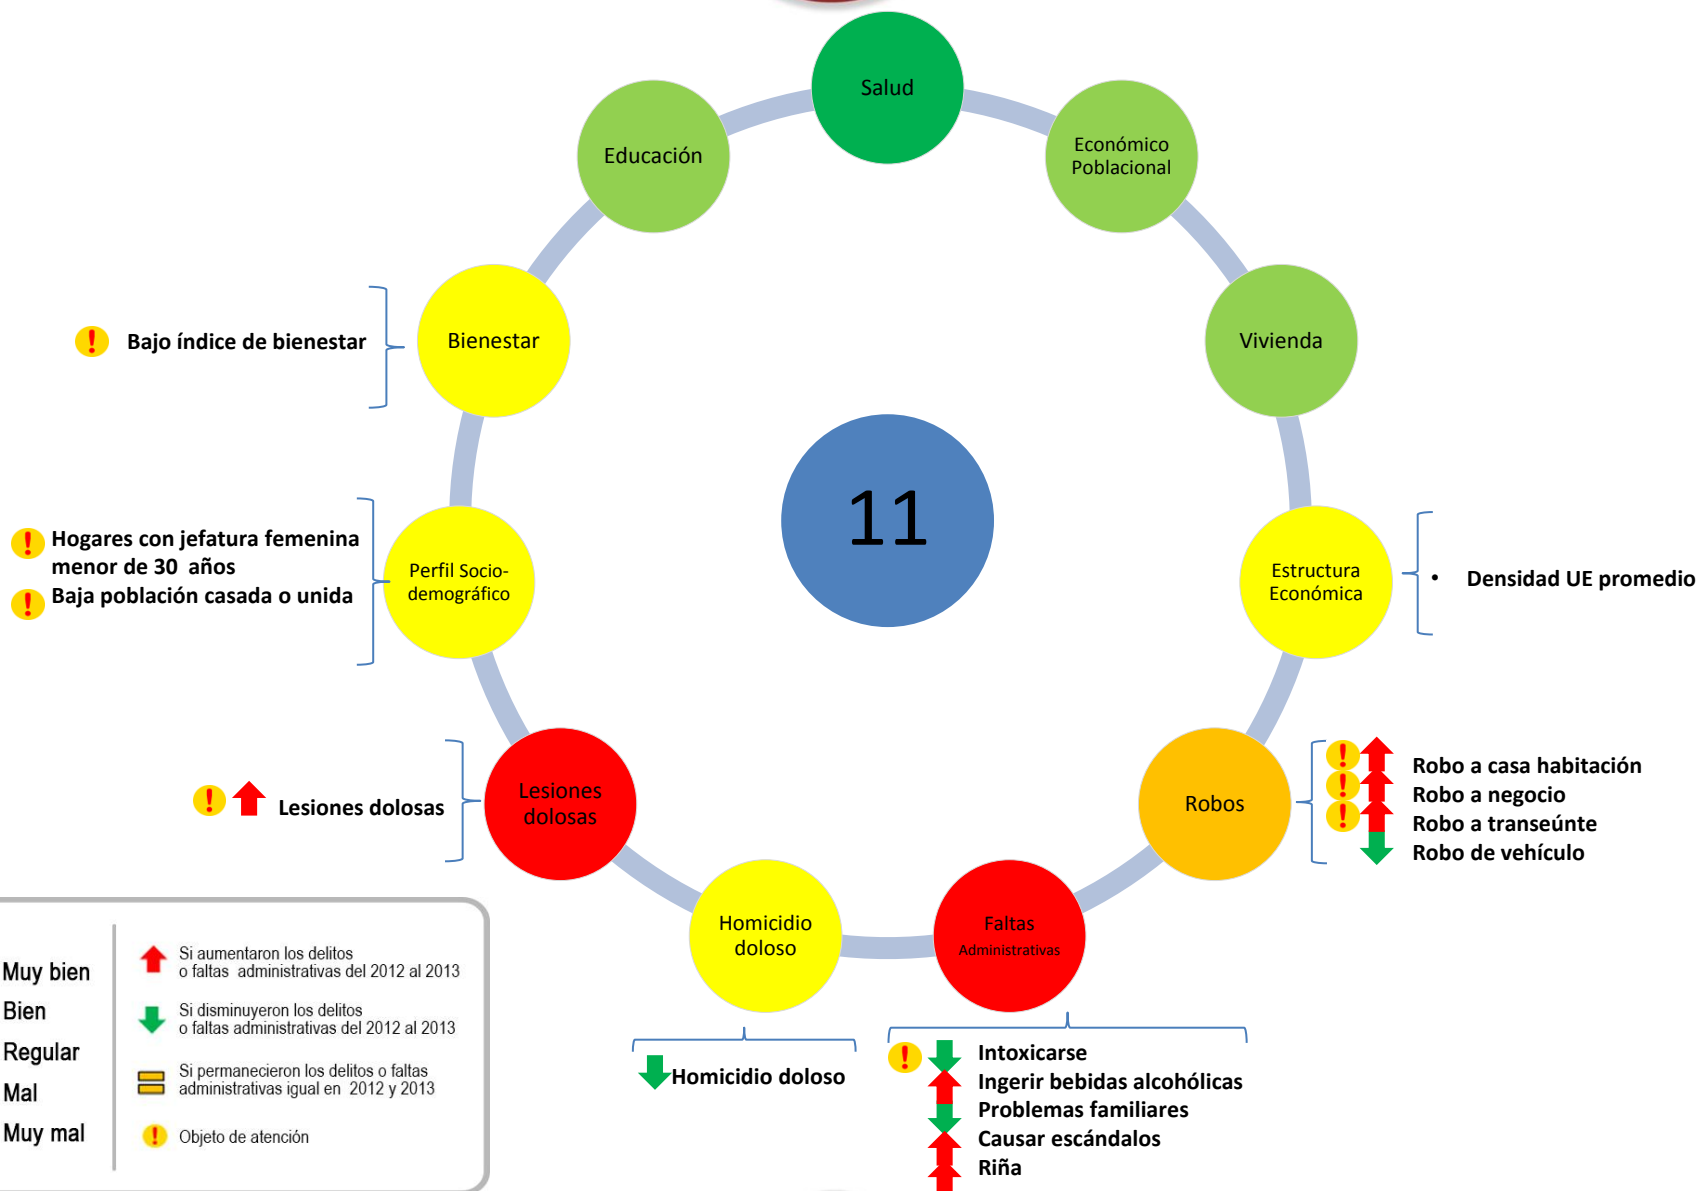 Salud
Educación
Económico
Poblacional
Bajo índice de bienestar
Bienestar
Vivienda
11
Hogares con jefatura femenina
menor de 30 años
Baja población casada o unida
Perfil Socio-
demográfico
Estructura
Económica
• Densidad UE promedio
Lesiones dolosas
Lesiones
dolosas
Robos
Robo a casa habitación
Robo a negocio
Robo a transeúnte
Robo de vehículo
Homicidio
doloso
Faltas
Administrativas
Homicidio doloso
Intoxicarse
Ingerir bebidas alcohólicas
Problemas familiares
Causar escándalos
Riña
Muy bien
Bien
Regular
Mal
Muy mal
Si aumentaron los delitos
o faltas administrativas del 2012 al 2013
Si disminuyeron los delitos
o faltas administrativas del 2012 al 2013
Si permanecieron los delitos o faltas
administrativas igual en 2012 y 2013
Objeto de atención